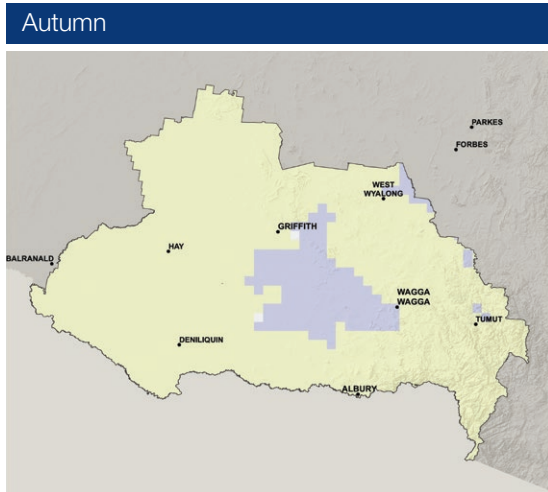 Autumn
PARKES
FORBES
WEST
WYALONG
GRIFFITH
HAY
BALRANALD
WAGGA
WAGGA
TUMUT
DENILIQUIN
ALBURY